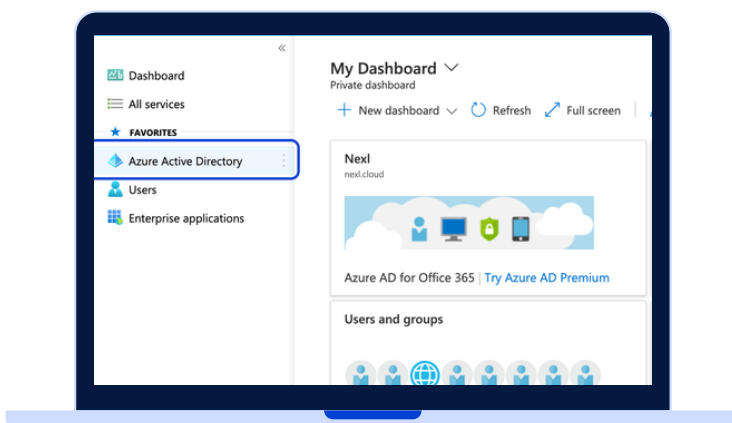 «
Dashboard
All services
★ FAVORITES
Azure Active Directory
Users
Enterprise applications
My Dashboard
Private dashboard
New dashboard Refresh Full screen
Nexl
nexl.cloud
Azure AD for Office 365 | Try Azure AD Premium
Users and groups